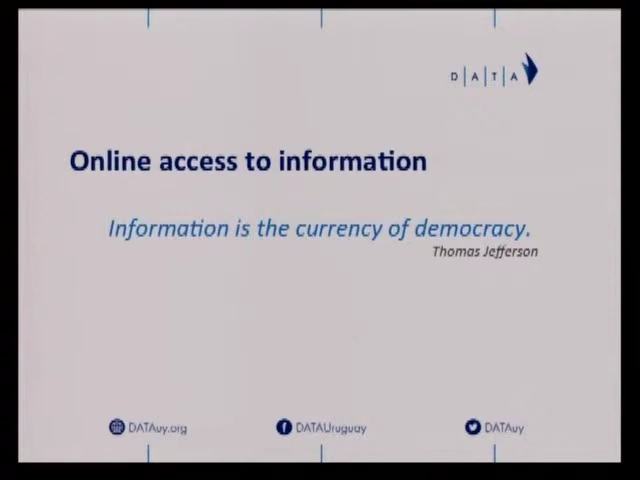 D|A|T|A
Online access to information
Information is the currency of democracy.
Thomas Jefferson
DATAuy.org
DATAUruguay
DATAuy